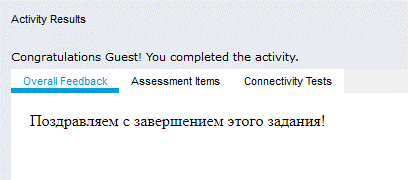 Activity Results
Congratulations Guest! You completed the activity.
Overall Feedback Assessment Items Connectivity Tests
Поздравляем с завершением этого задания!